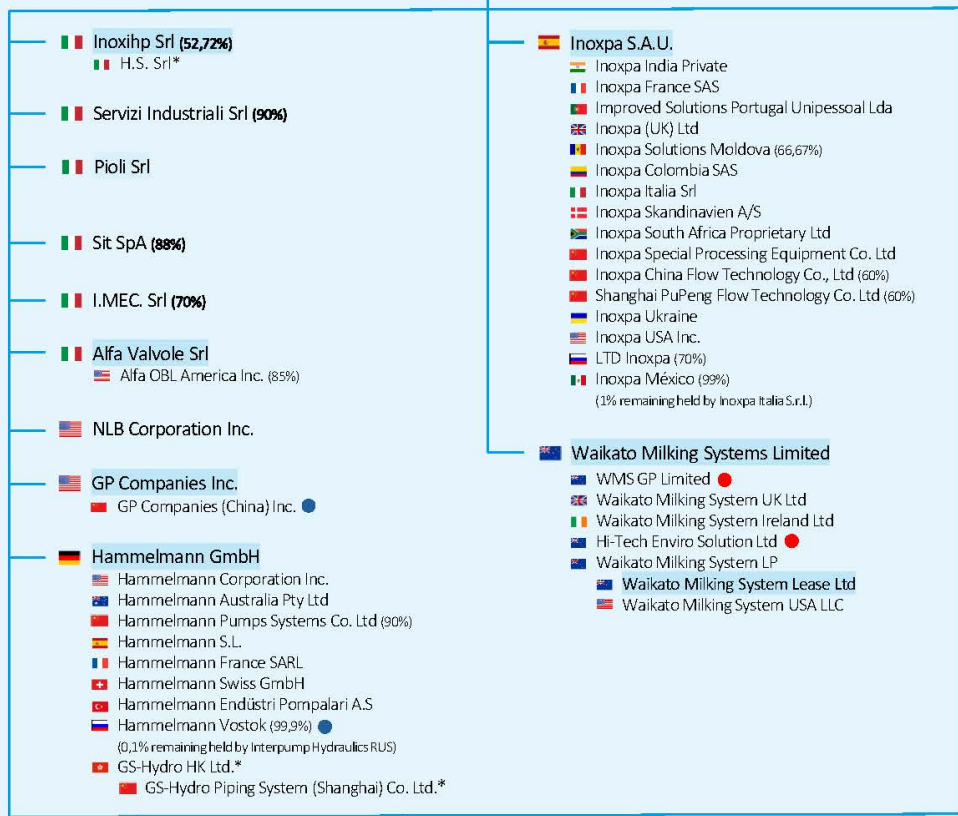 Inoxihp Srl (52,72%)
H.S. Srl*
Servizi Industriali Srl (90%)
Pioli Srl
Sit SpA (88%)
I.MEC. Srl (70%)
Alfa Valvole Srl
Alfa OBL America Inc. (85%)
NLB Corporation Inc.
GP Companies Inc.
GP Companies (China) Inc.
Hammelmann GmbH
Hammelmann Corporation Inc.
Hammelmann Australia Pty Ltd
Hammelmann Pumps Systems Co. Ltd (90%)
Hammelmann S.L.
Hammelmann France SARL
Hammelmann Swiss GmbH
Hammelmann Endüstri Pompalari A.S
Hammelmann Vostok (99,9%)
(0,1% remaining held by Interpump Hydraulics RUS)
GS-Hydro HK Ltd.*
GS-Hydro Piping System (Shanghai) Co. Ltd.*
Inoxpa S.A.U.
Inoxpa India Private
Inoxpa France SAS
Improved Solutions Portugal Unipessoal Lda
Inoxpa (UK) Ltd
Inoxpa Solutions Moldova (66,67%)
Inoxpa Colombia SAS
Inoxpa Italia Srl
Inoxpa Skandinavien A/S
Inoxpa South Africa Proprietary Ltd
Inoxpa Special Processing Equipment Co. Ltd
Inoxpa China Flow Technology Co., Ltd (60%)
Shanghai PuPeng Flow Technology Co. Ltd (60%)
Inoxpa Ukraine
Inoxpa USA Inc.
LTD Inoxpa (70%)
Inoxpa México (99%)
(1% remaining held by Inoxpa Italia S.r.l.)
Waikato Milking Systems Limited
WMS GP Limited
Waikato Milking System UK Ltd
Waikato Milking System Ireland Ltd
Hi-Tech Enviro Solution Ltd
Waikato Milking System LP
Waikato Milking System Lease Ltd
Waikato Milking System USA LLC